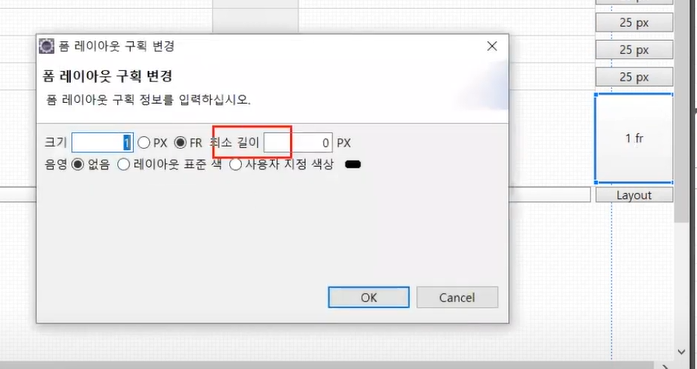 25 px
25 px
25 px
1 fr
Layout
폼 레이아웃 구획 변경
폼 레이아웃 구획 변경
폼 레이아웃 구획 정보를 입력하십시오.
크기 1 PX FR 최소 길이 0 PX
음영 없음 레이아웃 표준 색 사용자 지정 색상
OK Cancel